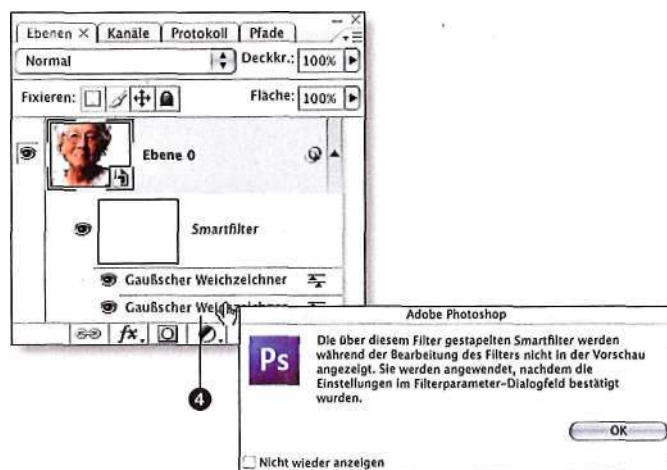 Ebenen × Kanäle Protokoll Pfade
Normal Deckkr.: 100%
Fixieren: Fläche: 100%
Ebene 0
Smartfilter
Gaußscher Weichzeichner
Gaußscher Weichzeichner
fx.
4
Adobe Photoshop
Ps
Die über diesem Filter gestapelten Smartfilter werden
während der Bearbeitung des Filters nicht in der Vorschau
angezeigt. Sie werden angewendet, nachdem die
Einstellungen im Filterparameter-Dialogfeld bestätigt
wurden.
OK
Nicht wieder anzeigen